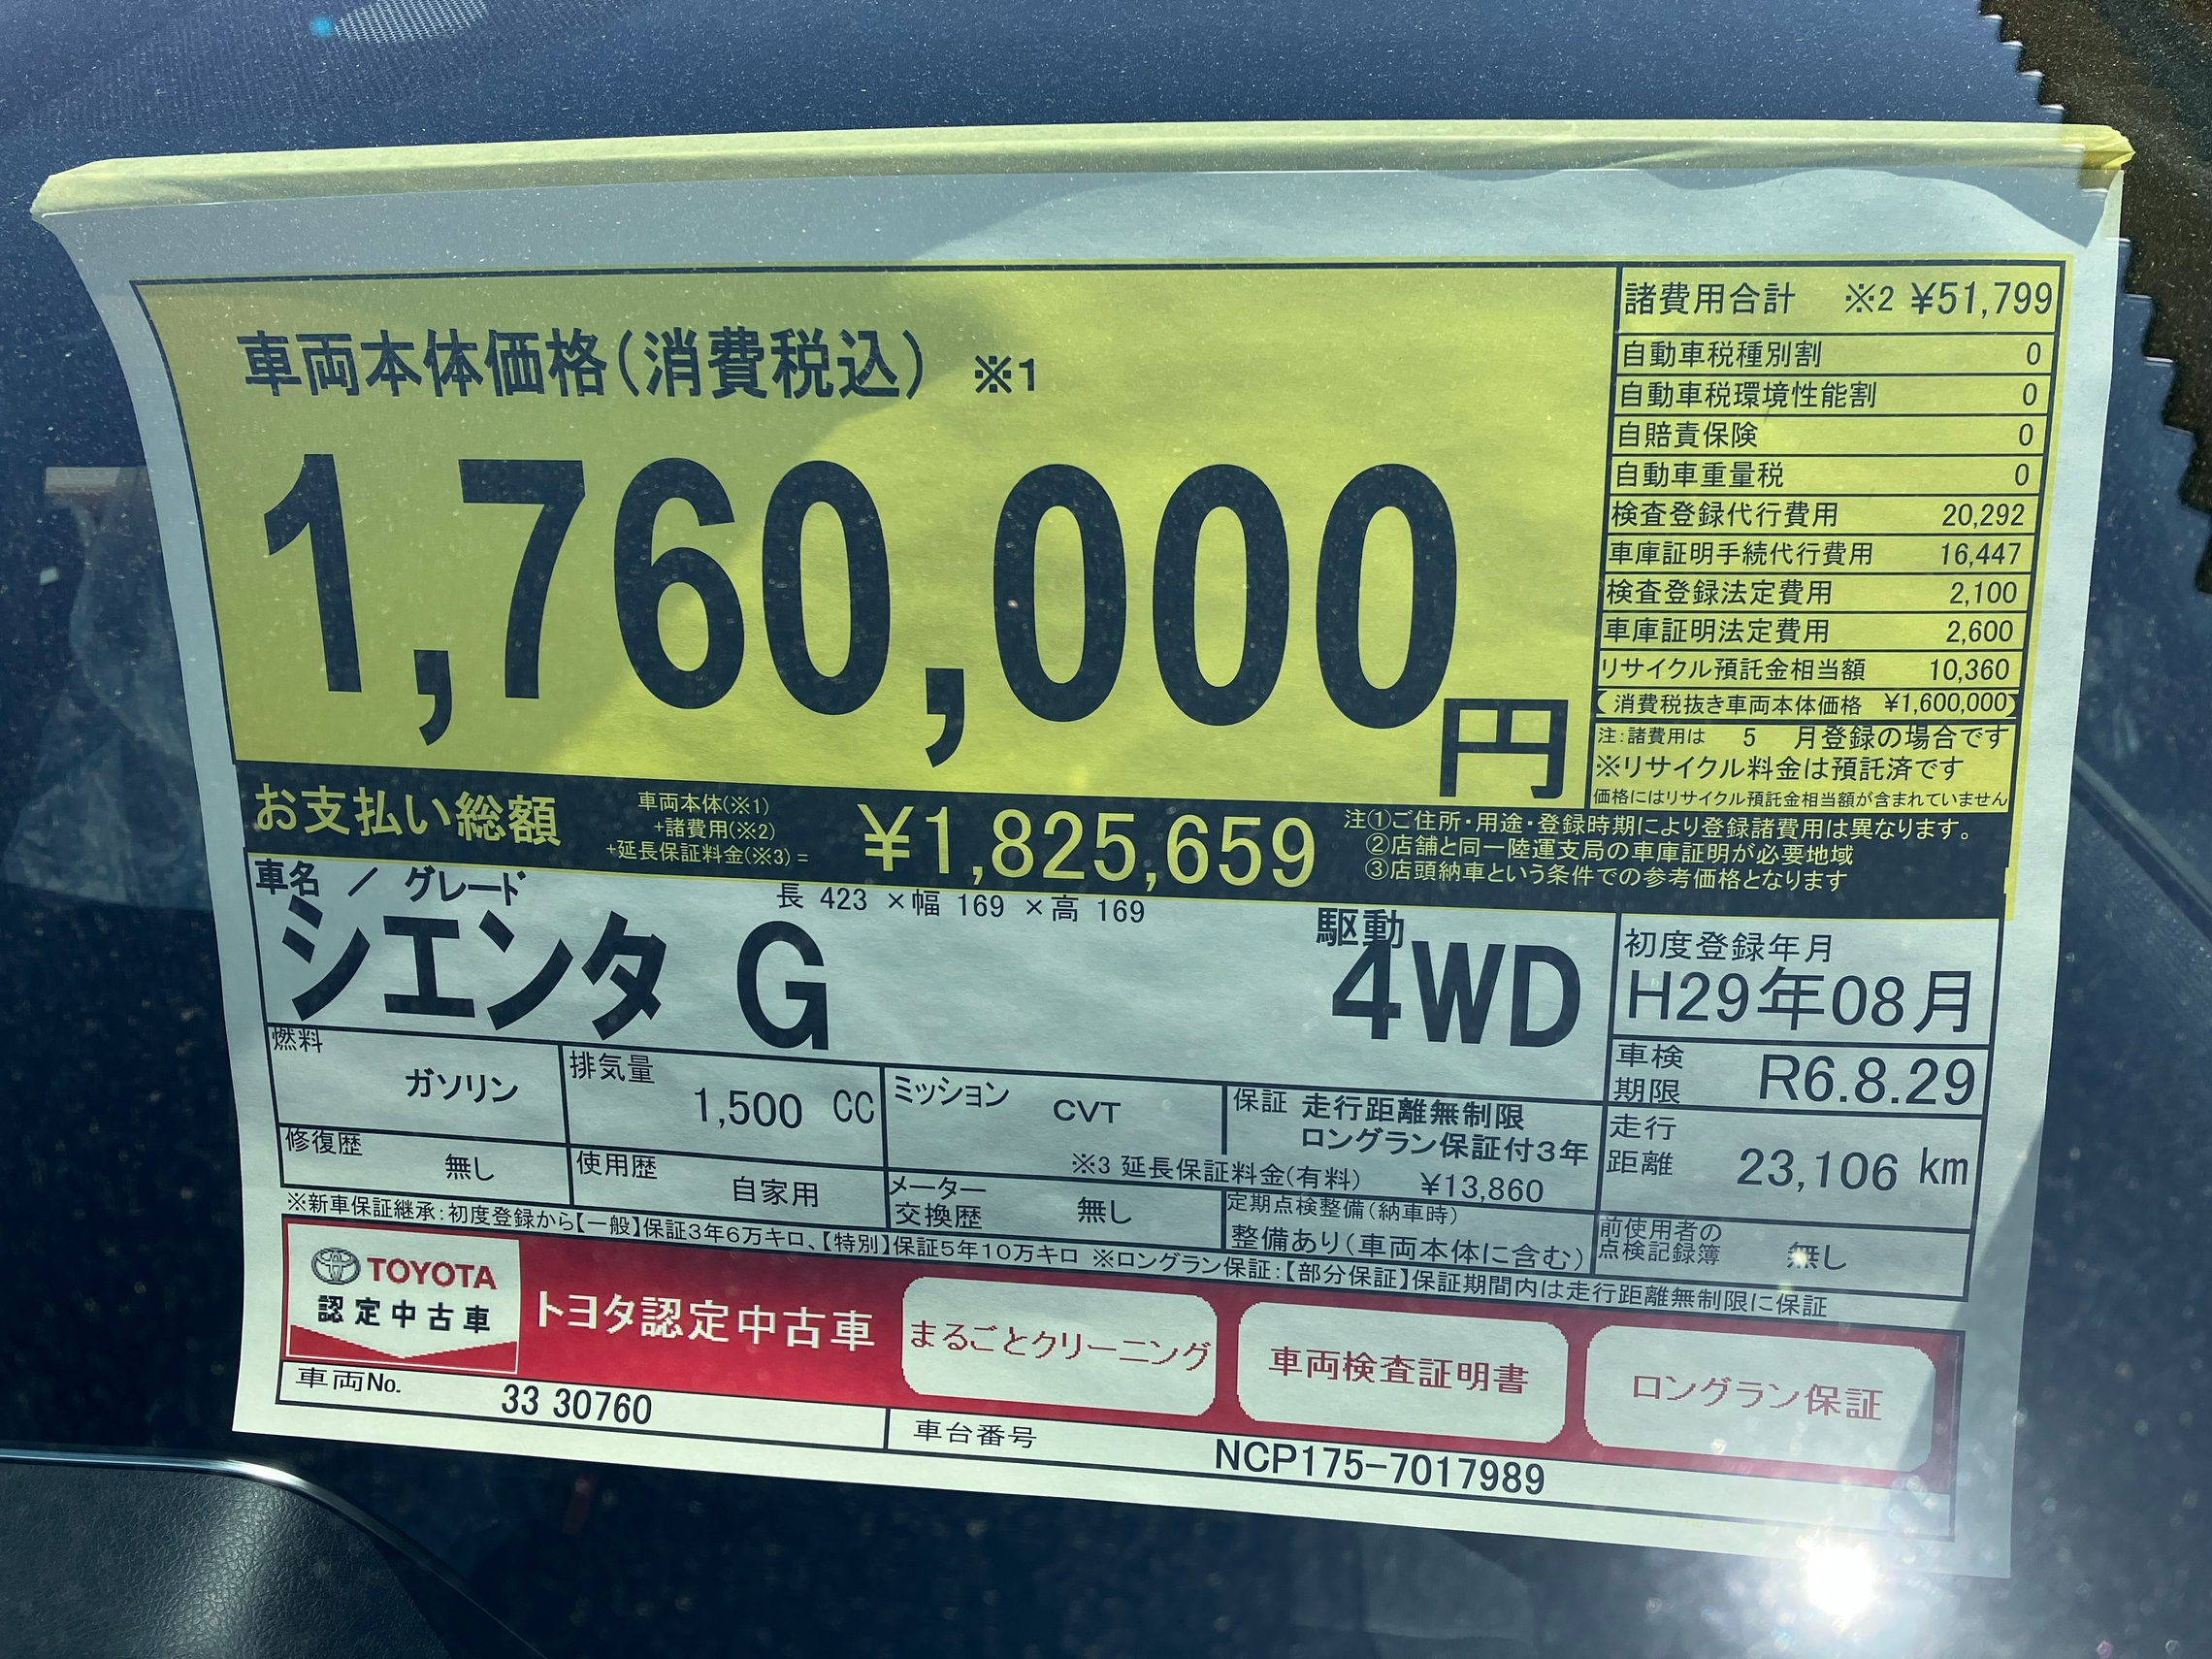 車両本体価格(消費税込) ※1
1,760,000円
諸費用合計 ※2 ¥51,799
自動車税種別割 0
自動車税環境性能割 0
自賠責保険 0
自動車重量税 0
検査登録代行費用 20,292
車庫証明手続代行費用 16,447
検査登録法定費用 2,100
車庫証明法定費用 2,600
リサイクル預託金相当額 10,360
(消費税抜き車両本体価格 ¥1,600,000)
注:諸費用は 5 月登録の場合です
※リサイクル料金は預託済です
価格にはリサイクル預託金相当額が含まれていません
お支払い総額
車両本体(※1)
+諸費用(※2)
+延長保証料金(※3)=
¥1,825,659
注①ご住所・用途・登録時期により登録諸費用は異なります。
②店舗と同一陸運支局の車庫証明が必要地域
③店頭納車という条件での参考価格となります
車名 / グレード
長 423 ×幅 169 ×高 169
シエンタ G
駆動
4WD
初度登録年月
H29年08月
車検
期限
R6.8.29
燃料
ガソリン
排気量
1,500 CC
ミッション
CVT
保証 走行距離無制限
ロングラン保証付3年
※3 延長保証料金(有料) ¥13,860
走行
距離
23,106 km
修復歴
無し
使用歴
自家用
メーター
交換歴
無し
定期点検整備(納車時)
整備あり(車両本体に含む)
前使用者の
点検記録簿
無し
※新車保証継承:初度登録から【一般】保証3年6万キロ、【特別】保証5年10万キロ ※ロングラン保証:【部分保証】保証期間内は走行距離無制限に保証
TOYOTA
認定中古車
トヨタ認定中古車
まるごとクリーニング
車両検査証明書
ロングラン保証
車両No.
33 30760
車台番号
NCP175-7017989